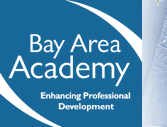 Bay Area
Academy
Enhancing Professional
Development